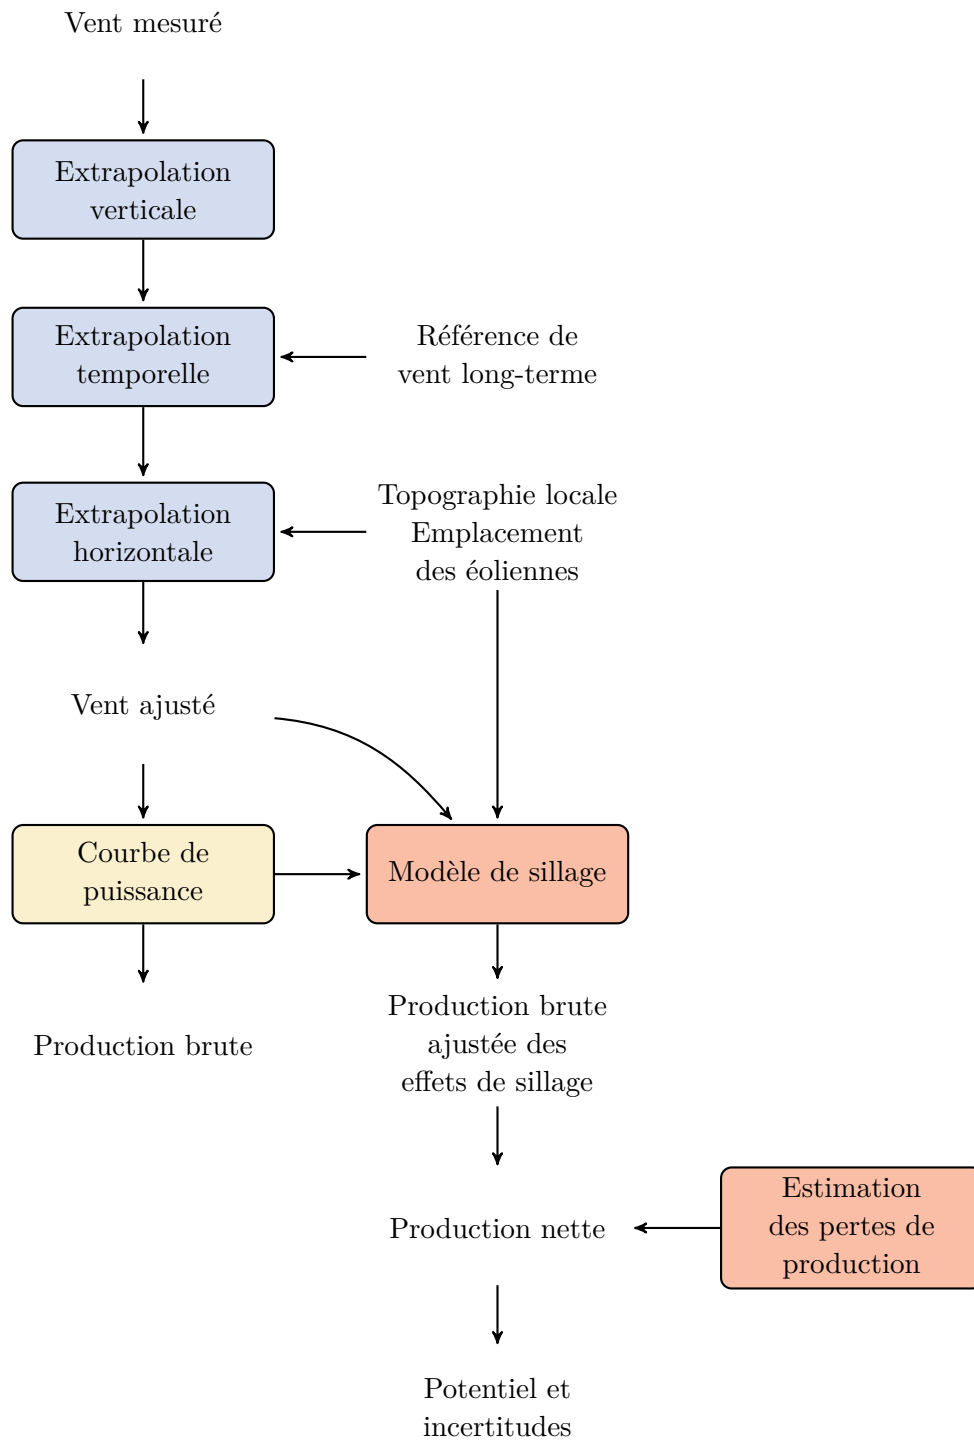 Vent mesuré
Extrapolation
verticale
Extrapolation
temporelle
Référence de
vent long-terme
Extrapolation
horizontale
Topographie locale
Emplacement
des éoliennes
Vent ajusté
Courbe de
puissance
Modèle de sillage
Production brute
Production brute
ajustée des
effets de sillage
Production nette
Estimation
des pertes de
production
Potentiel et
incertitudes